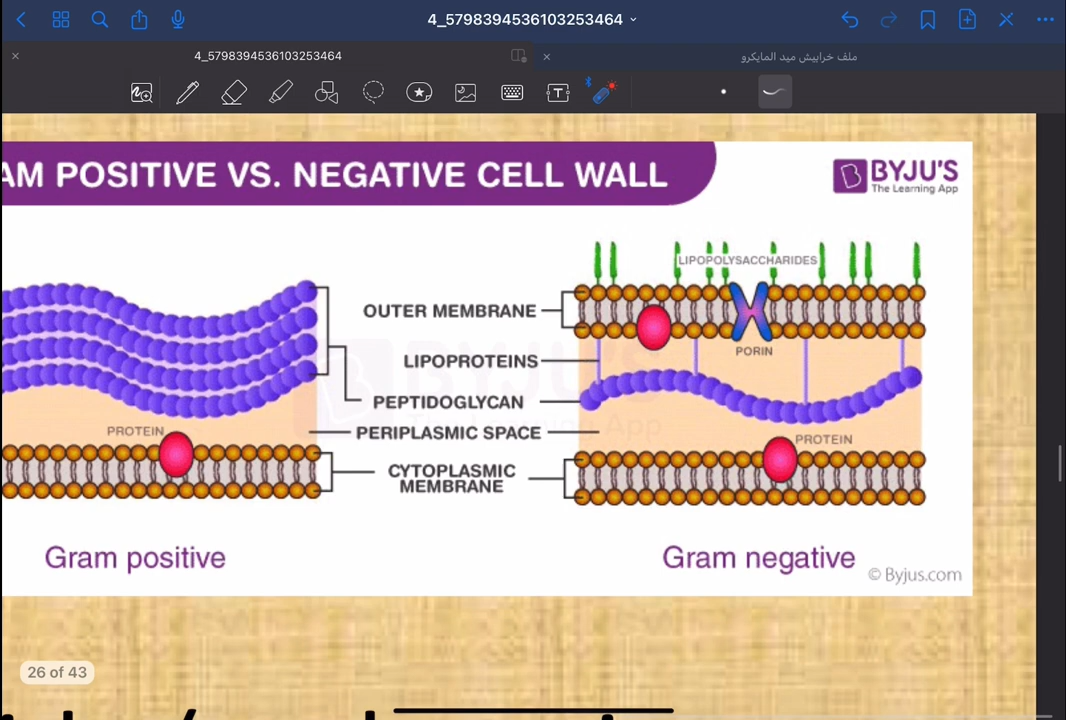 4_5798394536103253464
4_5798394536103253464
ملف خرابيش ميد المايكرو
AM POSITIVE VS. NEGATIVE CELL WALL
BYJU'S
The Learning App
LIPOPOLYSACCHARIDES
OUTER MEMBRANE
PORIN
LIPOPROTEINS
PEPTIDOGLYCAN
PROTEIN
PERIPLASMIC SPACE
PROTEIN
CYTOPLASMIC
MEMBRANE
Gram positive
Gram negative
© Byjus.com
26 of 43